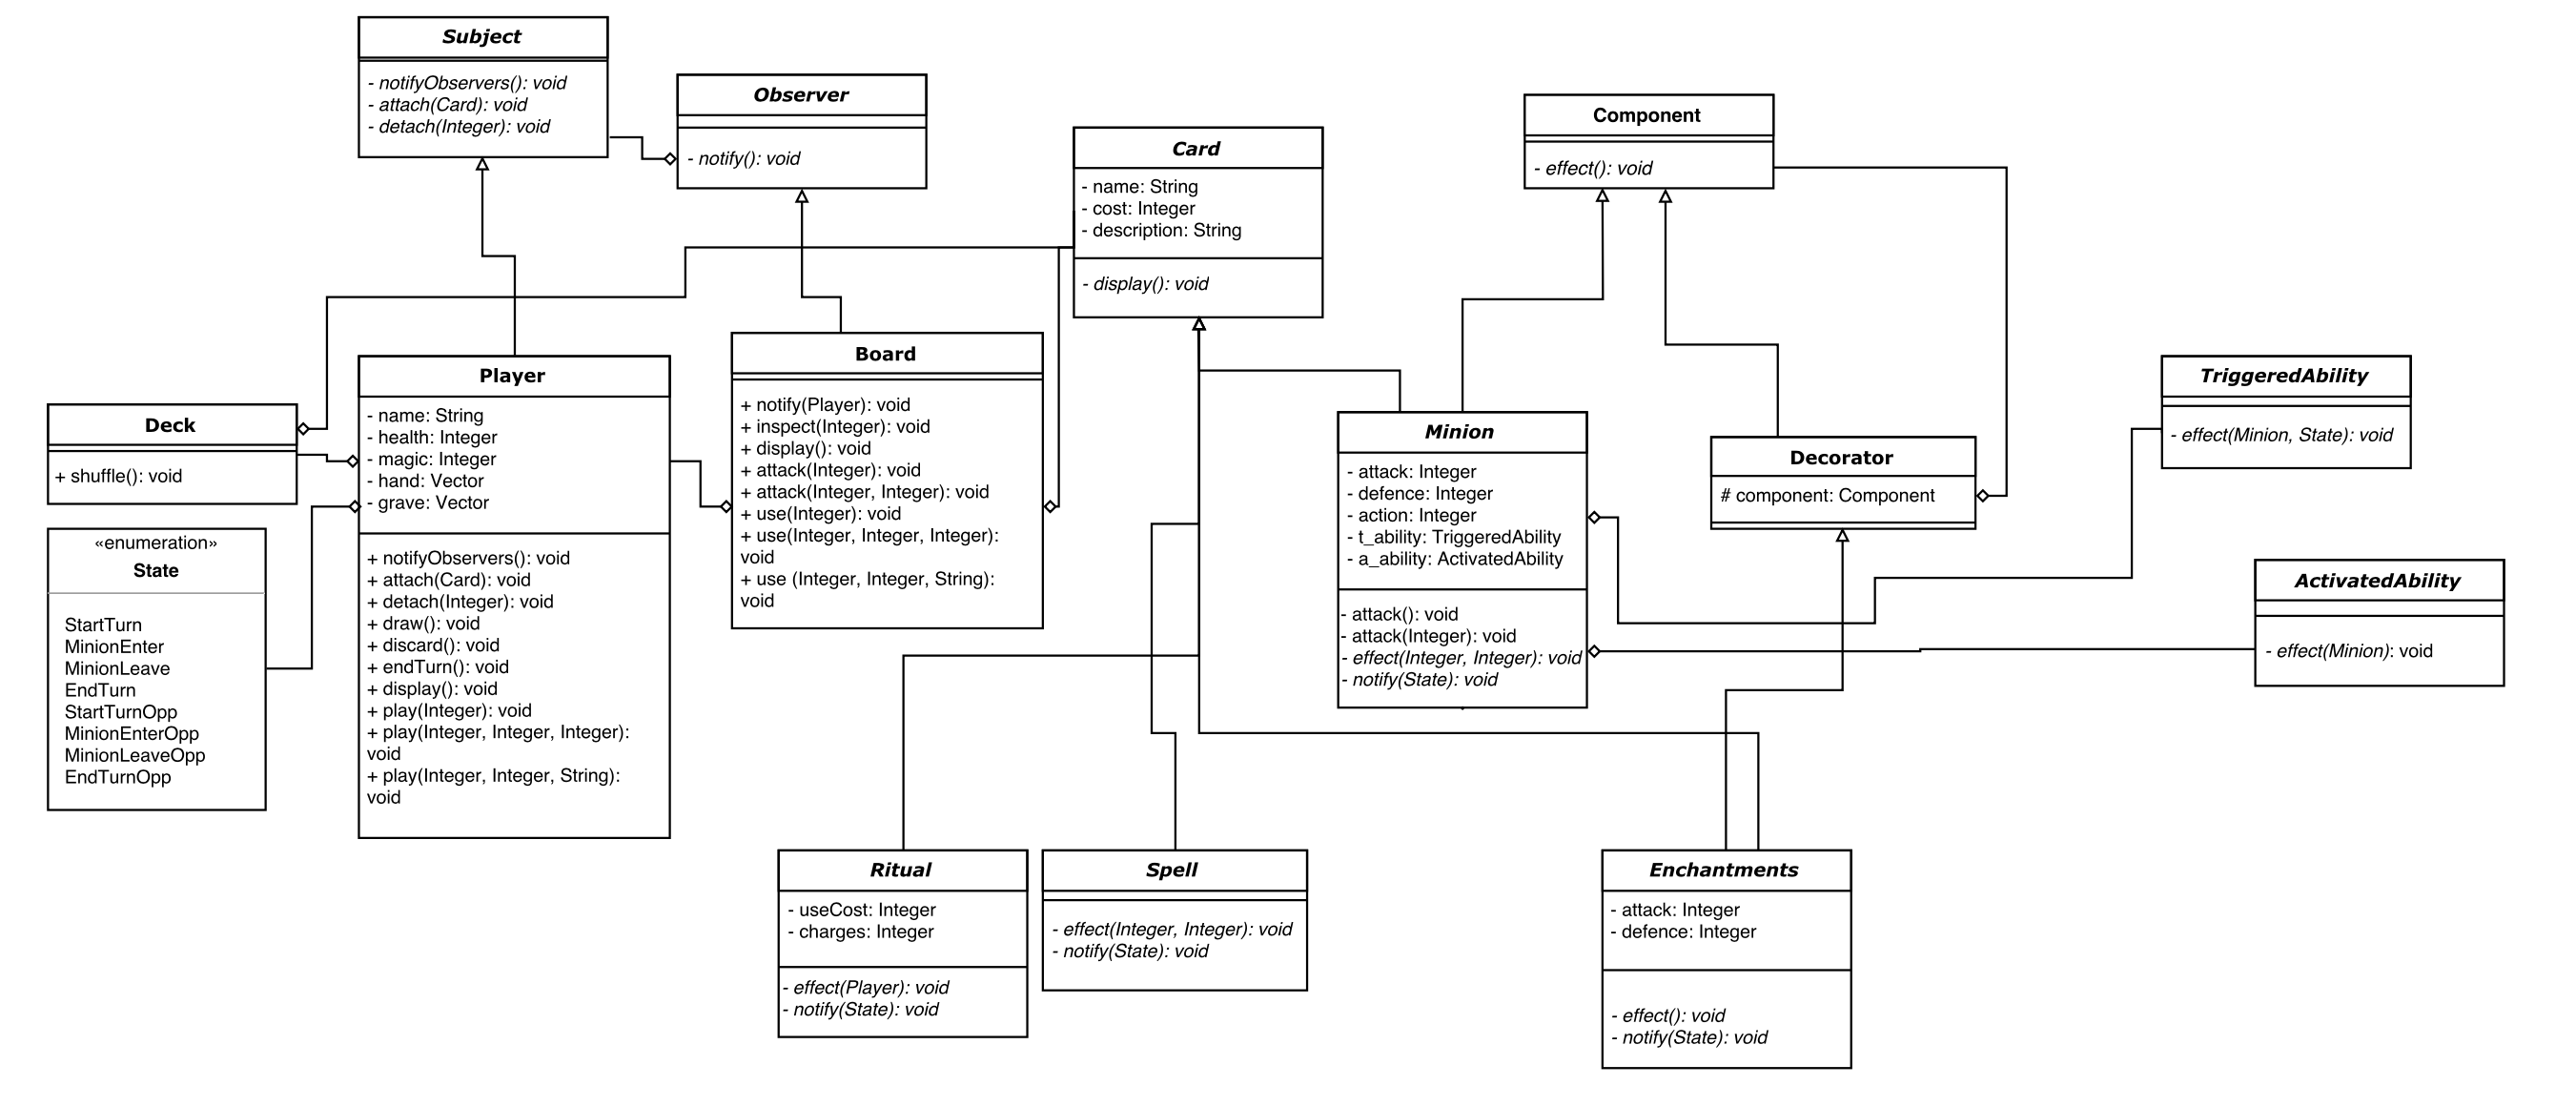 Subject
- notifyObservers(): void
- attach(Card): void
- detach(Integer): void
Observer
- notify(): void
Card
- name: String
- cost: Integer
- description: String
- display(): void
Component
- effect(): void
Deck
+ shuffle(): void
«enumeration»
State
StartTurn
MinionEnter
MinionLeave
EndTurn
StartTurnOpp
MinionEnterOpp
MinionLeaveOpp
EndTurnOpp
Player
- name: String
- health: Integer
- magic: Integer
- hand: Vector
- grave: Vector
+ notifyObservers(): void
+ attach(Card): void
+ detach(Integer): void
+ draw(): void
+ discard(): void
+ endTurn(): void
+ display(): void
+ play(Integer): void
+ play(Integer, Integer, Integer):
void
+ play(Integer, Integer, String):
void
Board
+ notify(Player): void
+ inspect(Integer): void
+ display(): void
+ attack(Integer): void
+ attack(Integer, Integer): void
+ use(Integer): void
+ use(Integer, Integer, Integer):
void
+ use (Integer, Integer, String):
void
Minion
- attack: Integer
- defence: Integer
- action: Integer
- t_ability: TriggeredAbility
- a_ability: ActivatedAbility
- attack(): void
- attack(Integer): void
- effect(Integer, Integer): void
- notify(State): void
Decorator
# component: Component
TriggeredAbility
- effect(Minion, State): void
ActivatedAbility
- effect(Minion): void
Ritual
- useCost: Integer
- charges: Integer
- effect(Player): void
- notify(State): void
Spell
- effect(Integer, Integer): void
- notify(State): void
Enchantments
- attack: Integer
- defence: Integer
- effect(): void
- notify(State): void